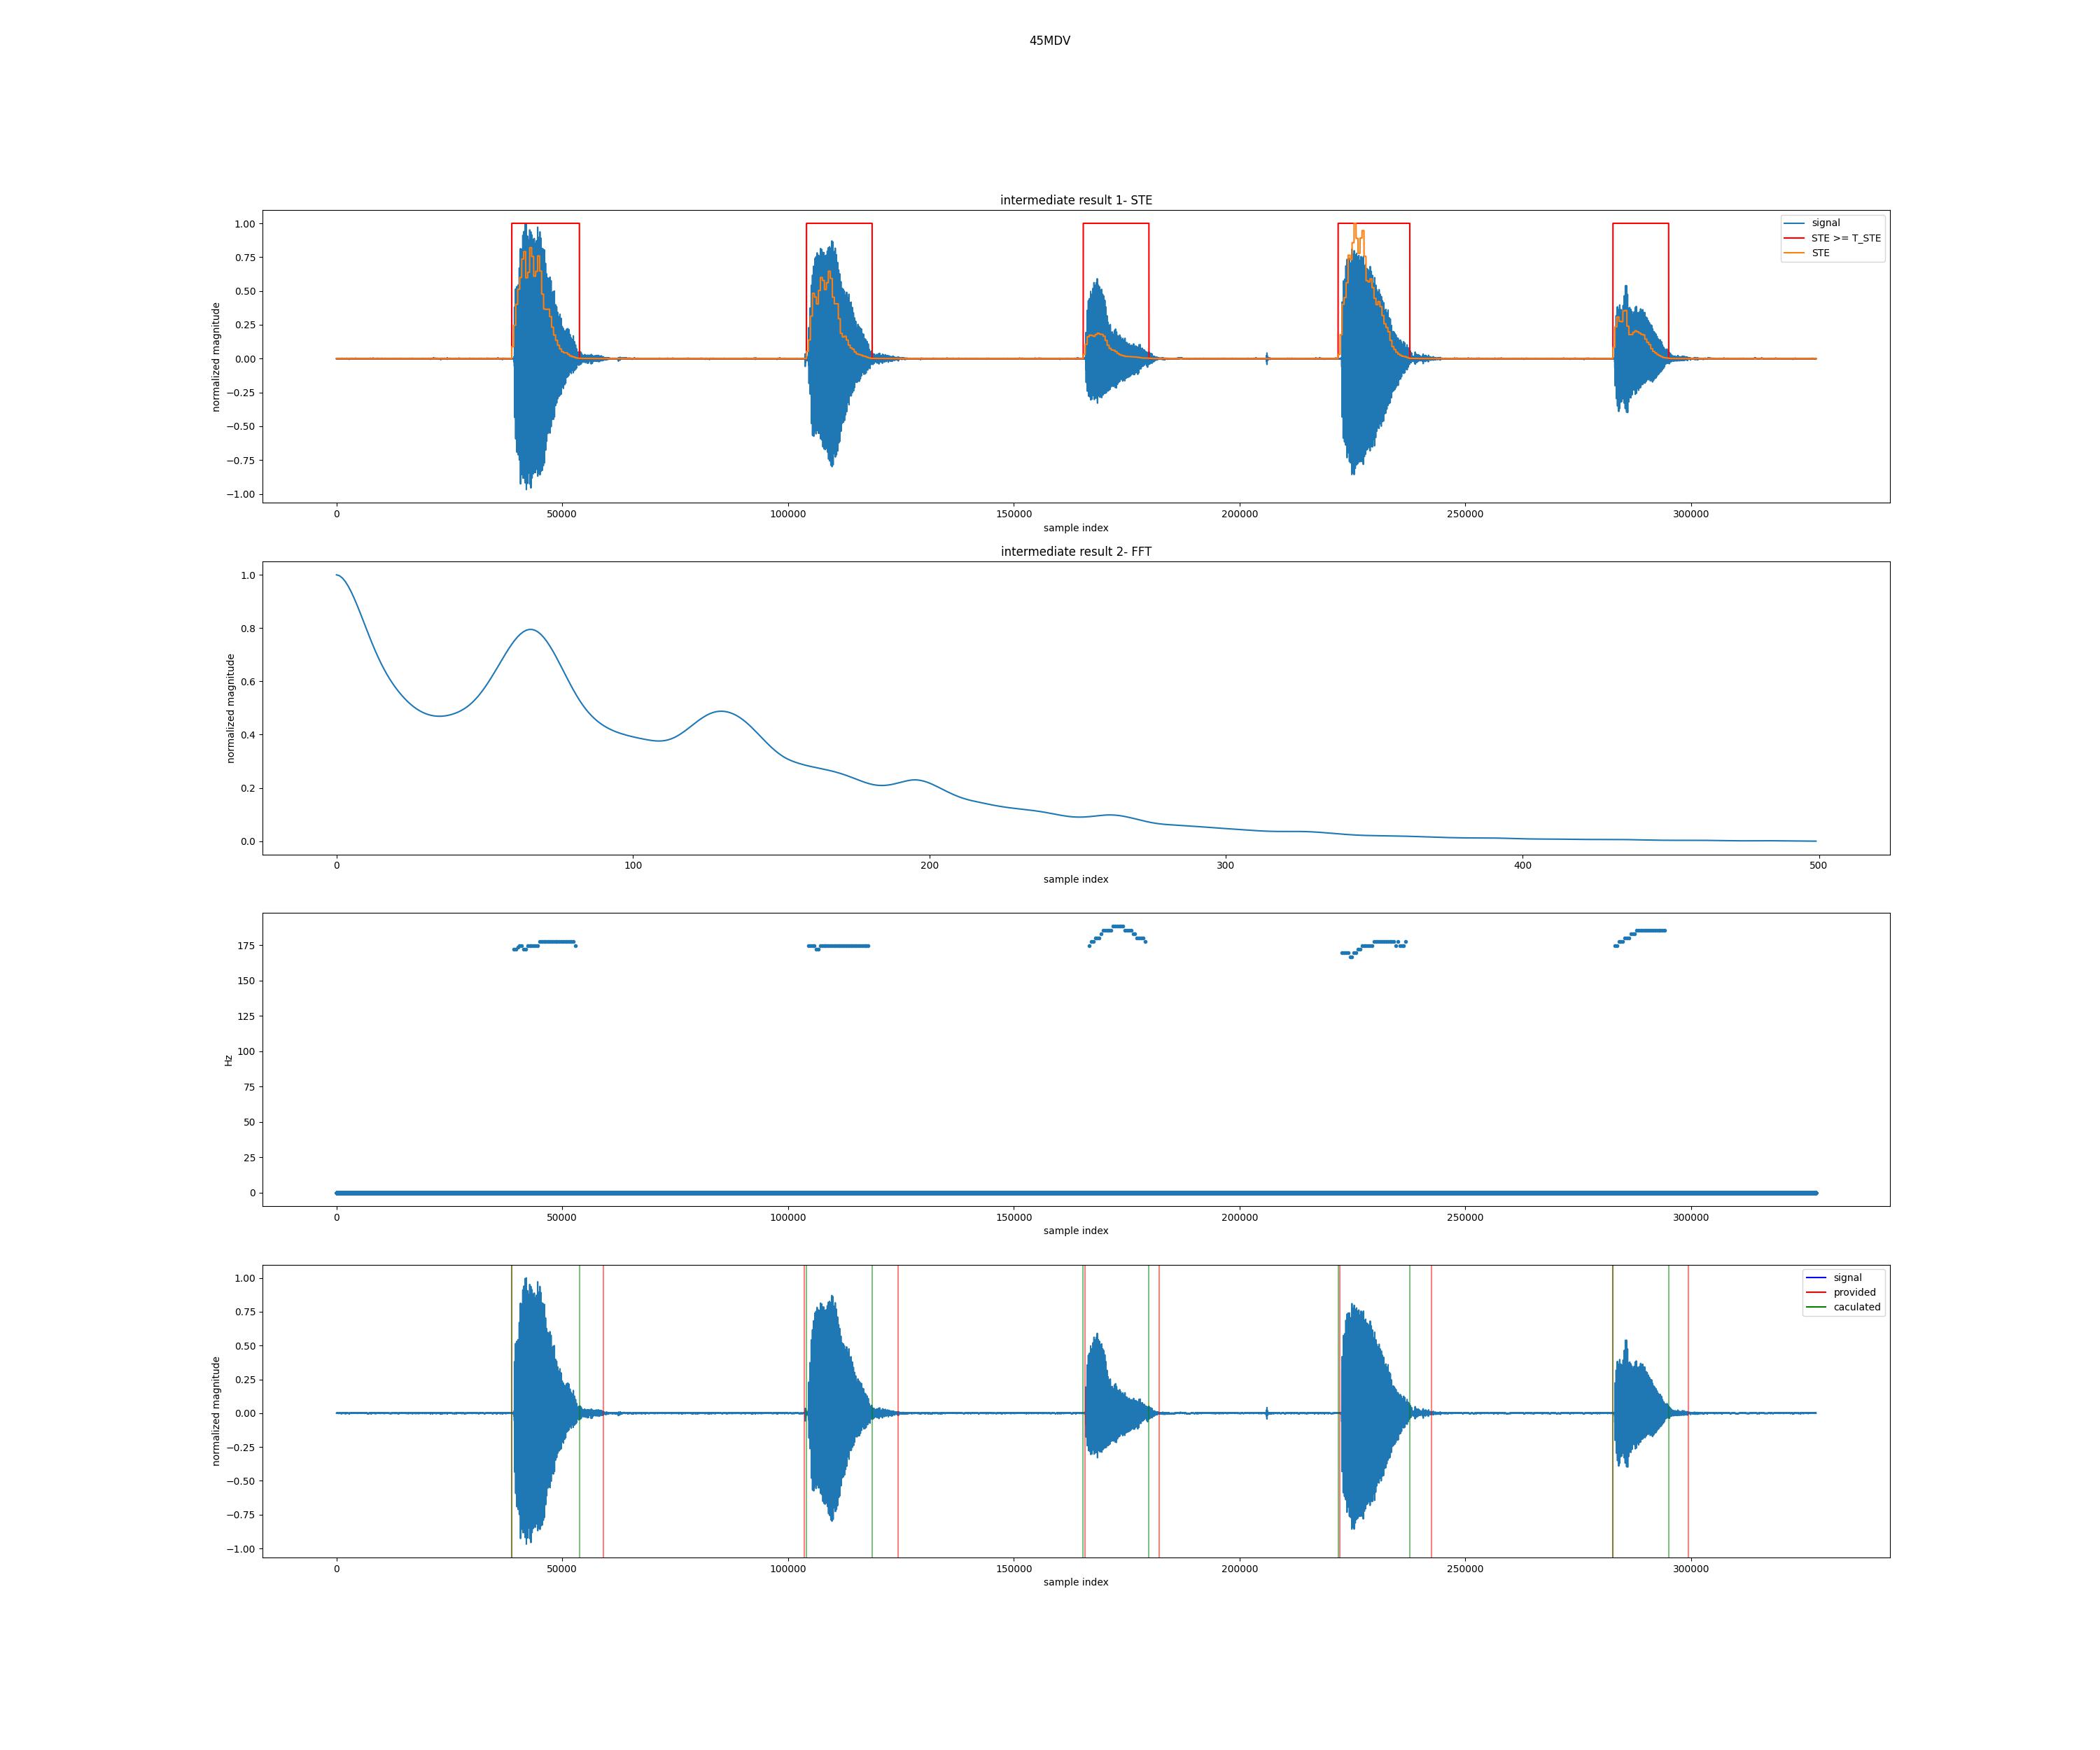 45MDV
intermediate result 1- STE
1.00
0.75
0.50
0.25
0.00
−0.25
−0.50
−0.75
−1.00
normalized magnitude
signal
STE >= T_STE
STE
0 50000 100000 150000 200000 250000 300000
sample index
intermediate result 2- FFT
1.0
0.8
0.6
0.4
0.2
0.0
normalized magnitude
0 100 200 300 400 500
sample index
175
150
125
100
75
50
25
0
Hz
0 50000 100000 150000 200000 250000 300000
sample index
1.00
0.75
0.50
0.25
0.00
−0.25
−0.50
−0.75
−1.00
normalized magnitude
signal
provided
caculated
0 50000 100000 150000 200000 250000 300000
sample index